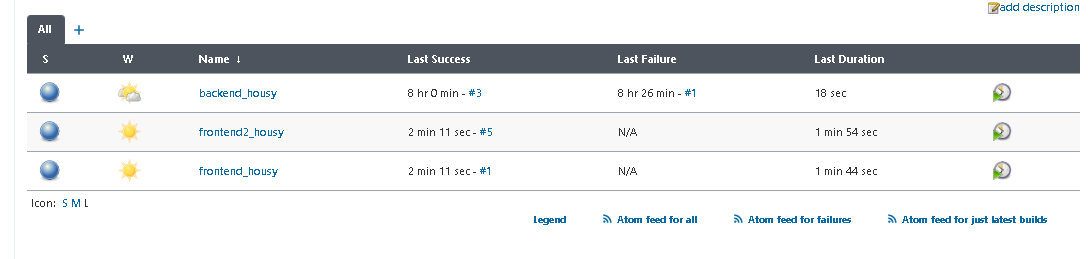 add description
All +
S W Name ↓ Last Success Last Failure Last Duration
backend_housy 8 hr 0 min - #3 8 hr 26 min - #1 18 sec
frontend2_housy 2 min 11 sec - #5 N/A 1 min 54 sec
frontend_housy 2 min 11 sec - #1 N/A 1 min 44 sec
Icon: S M L
Legend Atom feed for all Atom feed for failures Atom feed for just latest builds